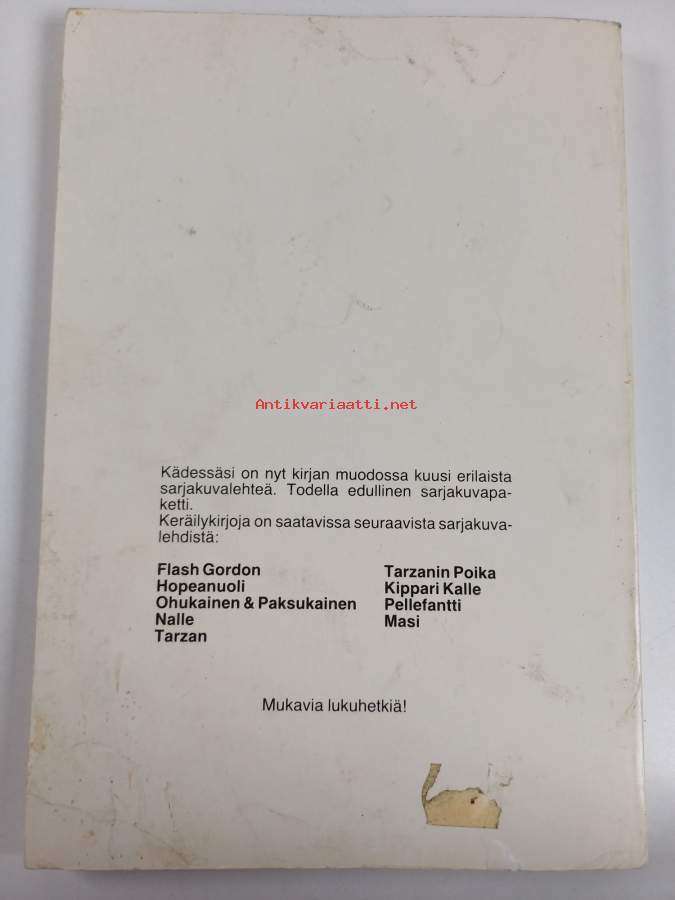 Antikvariaatti.net
Kädessäsi on nyt kirjan muodossa kuusi erilaista
sarjakuvalehteä. Todella edullinen sarjakuvapa-
ketti.
Keräilykirjoja on saatavissa seuraavista sarjakuva-
lehdistä:
Flash Gordon
Hopeanuoli
Ohukainen & Paksukainen
Nalle
Tarzan
Tarzanin Poika
Kippari Kalle
Pellefantti
Masi
Mukavia lukuhetkiä!